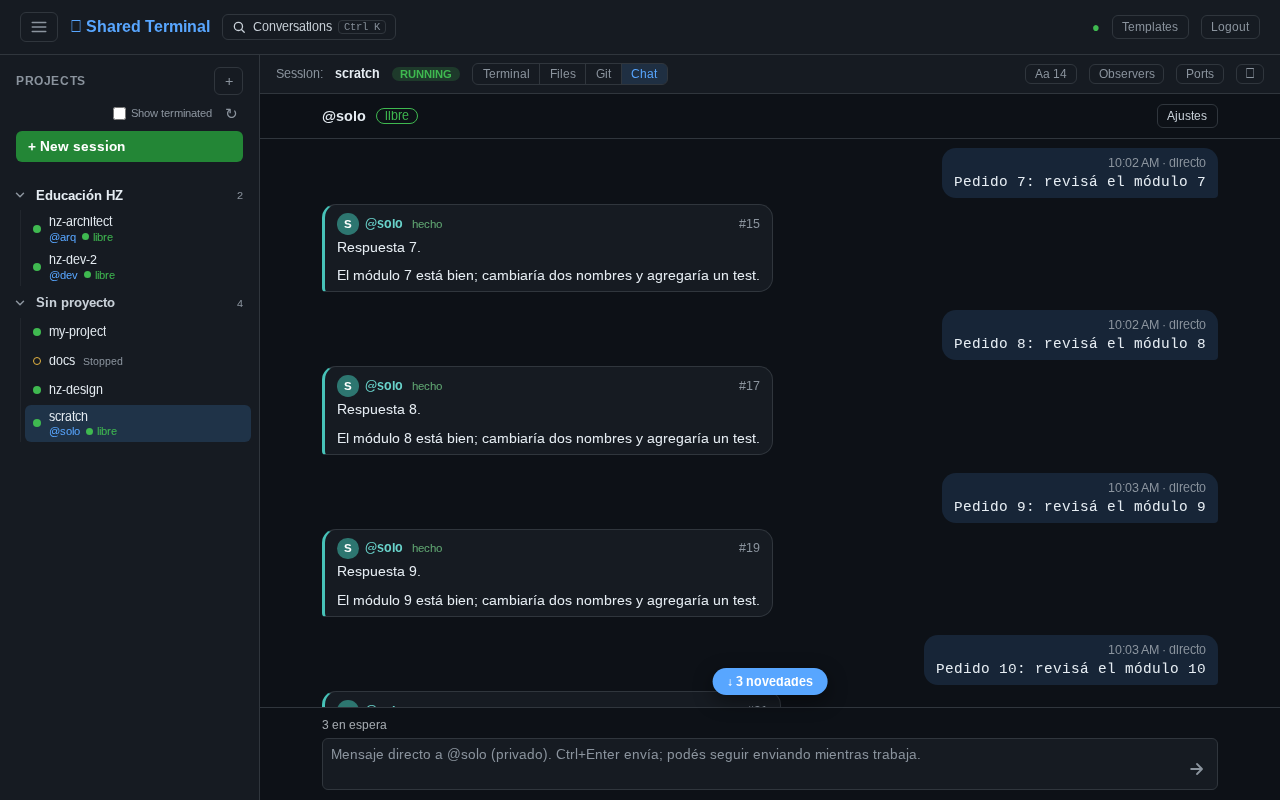 Shared Terminal
Conversations Ctrl K
Templates
Logout
PROJECTS
+
Show terminated
↻
+ New session
Educación HZ 2
hz-architect
@arq libre
hz-dev-2
@dev libre
Sin proyecto 4
my-project
docs Stopped
hz-design
scratch
@solo libre
Session: scratch RUNNING Terminal Files Git Chat
Aa 14 Observers Ports
@solo libre
Ajustes
10:02 AM · directo
Pedido 7: revisá el módulo 7
S @solo hecho #15
Respuesta 7.
El módulo 7 está bien; cambiaría dos nombres y agregaría un test.
10:02 AM · directo
Pedido 8: revisá el módulo 8
S @solo hecho #17
Respuesta 8.
El módulo 8 está bien; cambiaría dos nombres y agregaría un test.
10:03 AM · directo
Pedido 9: revisá el módulo 9
S @solo hecho #19
Respuesta 9.
El módulo 9 está bien; cambiaría dos nombres y agregaría un test.
10:03 AM · directo
Pedido 10: revisá el módulo 10
↓ 3 novedades
3 en espera
Mensaje directo a @solo (privado). Ctrl+Enter envía; podés seguir enviando mientras trabaja.